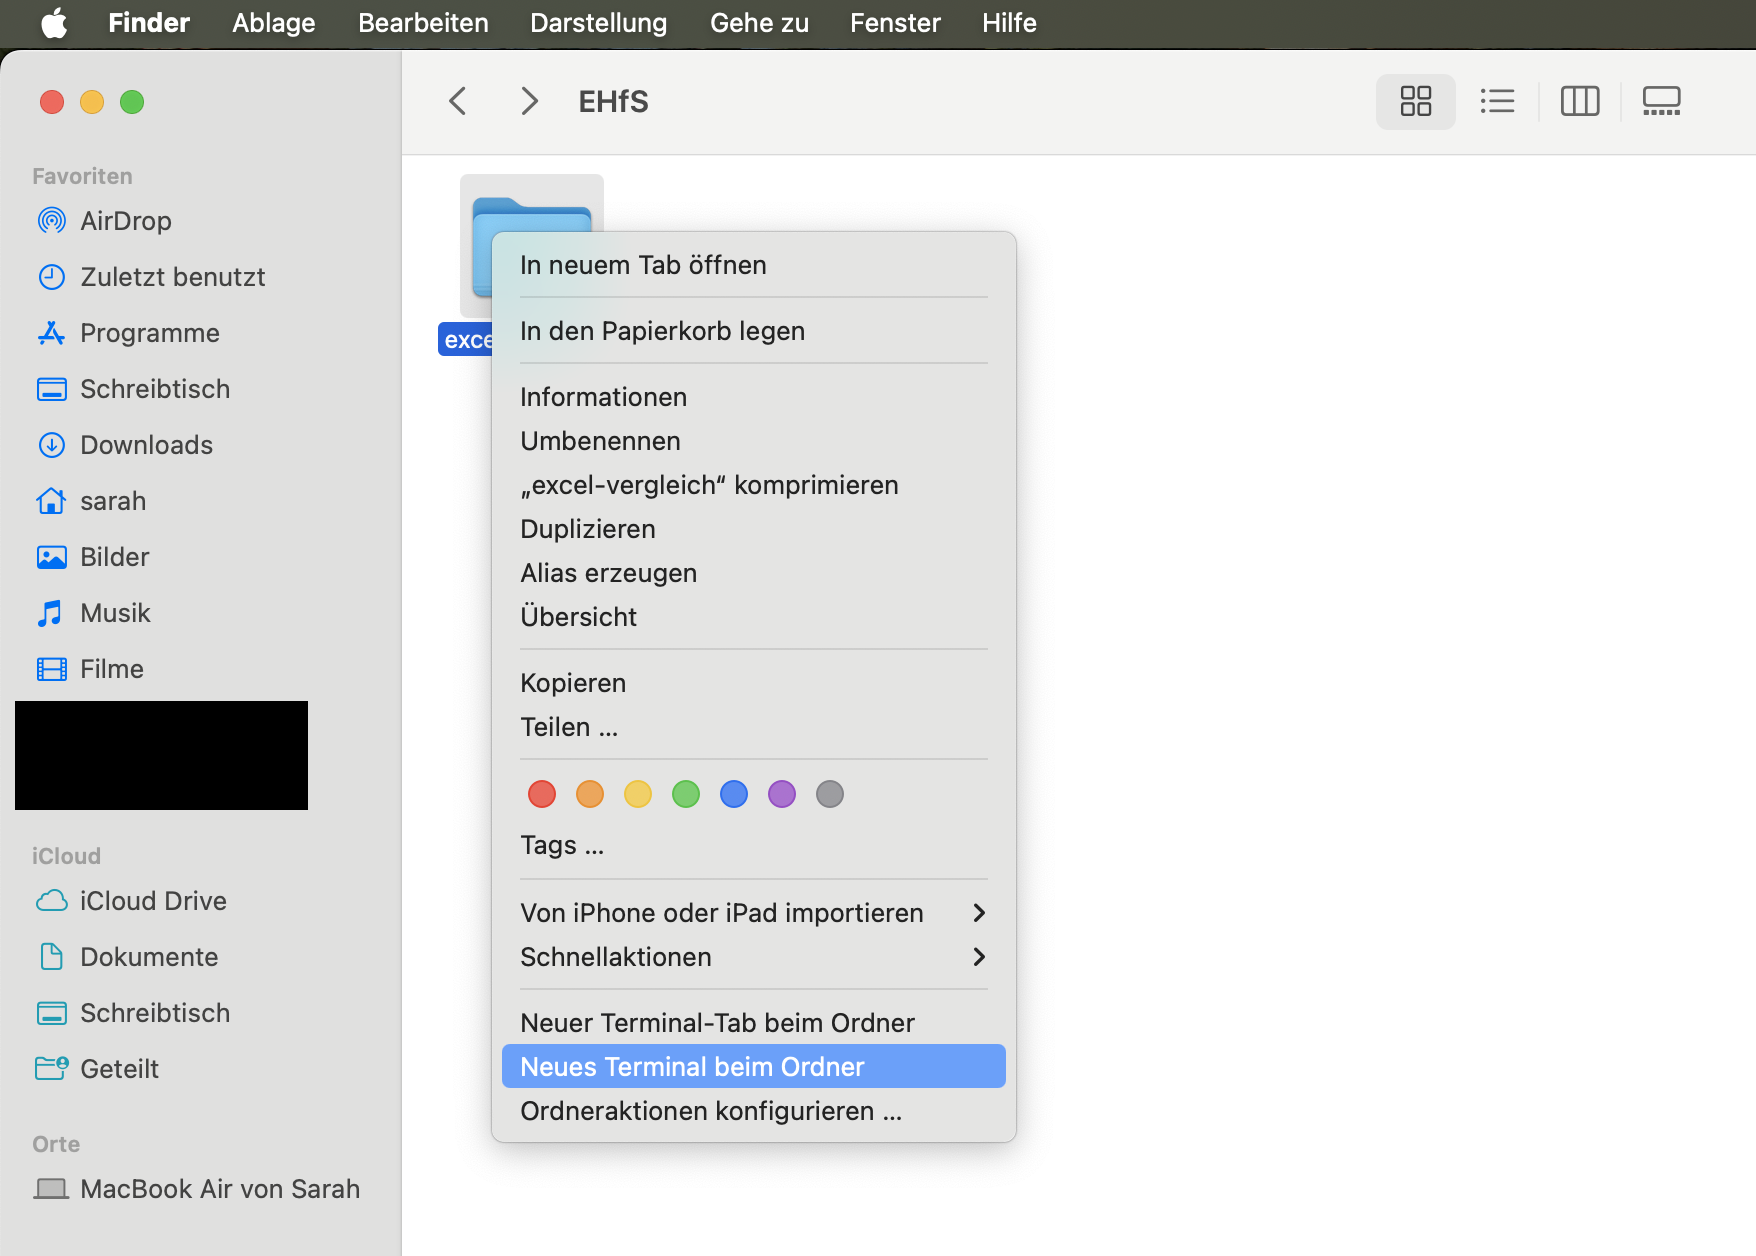 Finder Ablage Bearbeiten Darstellung Gehe zu Fenster Hilfe
EHfS
Favoriten
AirDrop
Zuletzt benutzt
Programme
Schreibtisch
Downloads
sarah
Bilder
Musik
Filme
iCloud
iCloud Drive
Dokumente
Schreibtisch
Geteilt
Orte
MacBook Air von Sarah
In neuem Tab öffnen
In den Papierkorb legen
Informationen
Umbenennen
„excel-vergleich“ komprimieren
Duplizieren
Alias erzeugen
Übersicht
Kopieren
Teilen ...
Tags ...
Von iPhone oder iPad importieren
Schnellaktionen
Neuer Terminal-Tab beim Ordner
Neues Terminal beim Ordner
Ordneraktionen konfigurieren ...